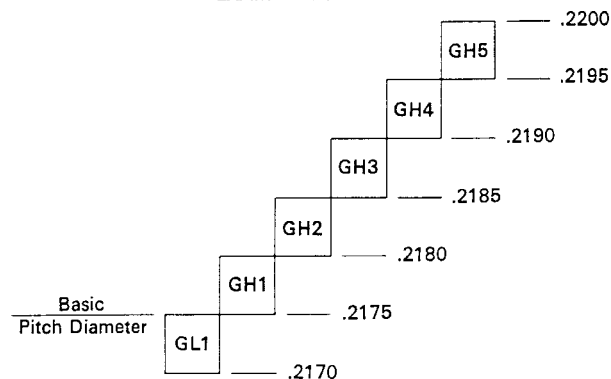 .2200
GH5
.2195
GH4
.2190
GH3
.2185
GH2
.2180
GH1
Basic
.2175
Pitch Diameter
GL1
.2170